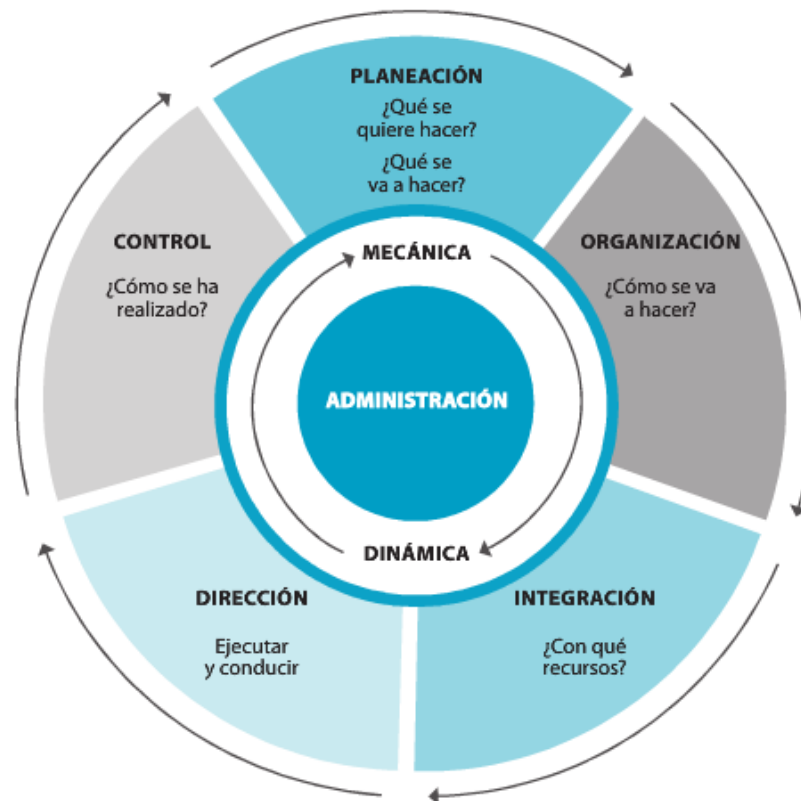 PLANEACIÓN
¿Qué se
quiere hacer?
¿Qué se
va a hacer?
ORGANIZACIÓN
¿Cómo se va
a hacer?
INTEGRACIÓN
¿Con qué
recursos?
DIRECCIÓN
Ejecutar
y conducir
CONTROL
¿Cómo se ha
realizado?
MECÁNICA
ADMINISTRACIÓN
DINÁMICA